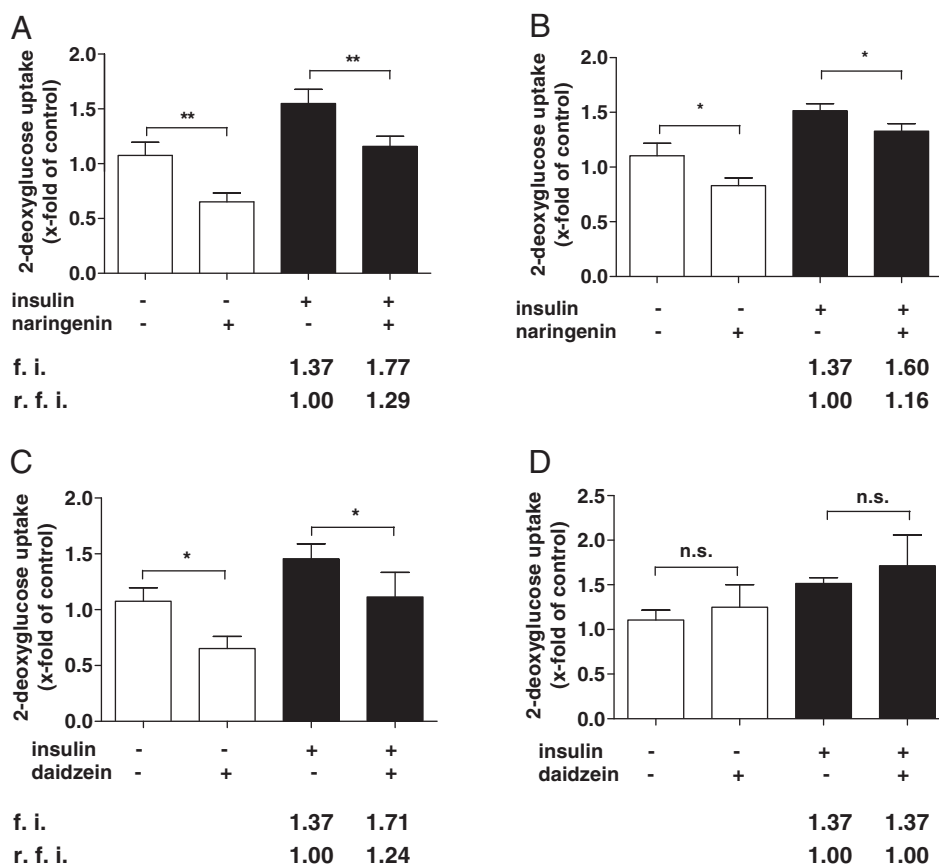 A
2-deoxyglucose uptake
(x-fold of control)
2.0
1.5
1.0
0.5
0.0
**
**
insulin - - + +
naringenin - + - +
f. i. 1.37 1.77
r. f. i. 1.00 1.29
B
2-deoxyglucose uptake
(x-fold of control)
2.0
1.5
1.0
0.5
0.0
*
*
insulin - - + +
naringenin - + - +
1.37 1.60
1.00 1.16
C
2-deoxyglucose uptake
(x-fold of control)
2.0
1.5
1.0
0.5
0.0
*
*
insulin - - + +
daidzein - + - +
f. i. 1.37 1.71
r. f. i. 1.00 1.24
D
2-deoxyglucose uptake
(x-fold of control)
2.5
2.0
1.5
1.0
0.5
0.0
n.s.
n.s.
insulin - - + +
daidzein - + - +
1.37 1.37
1.00 1.00